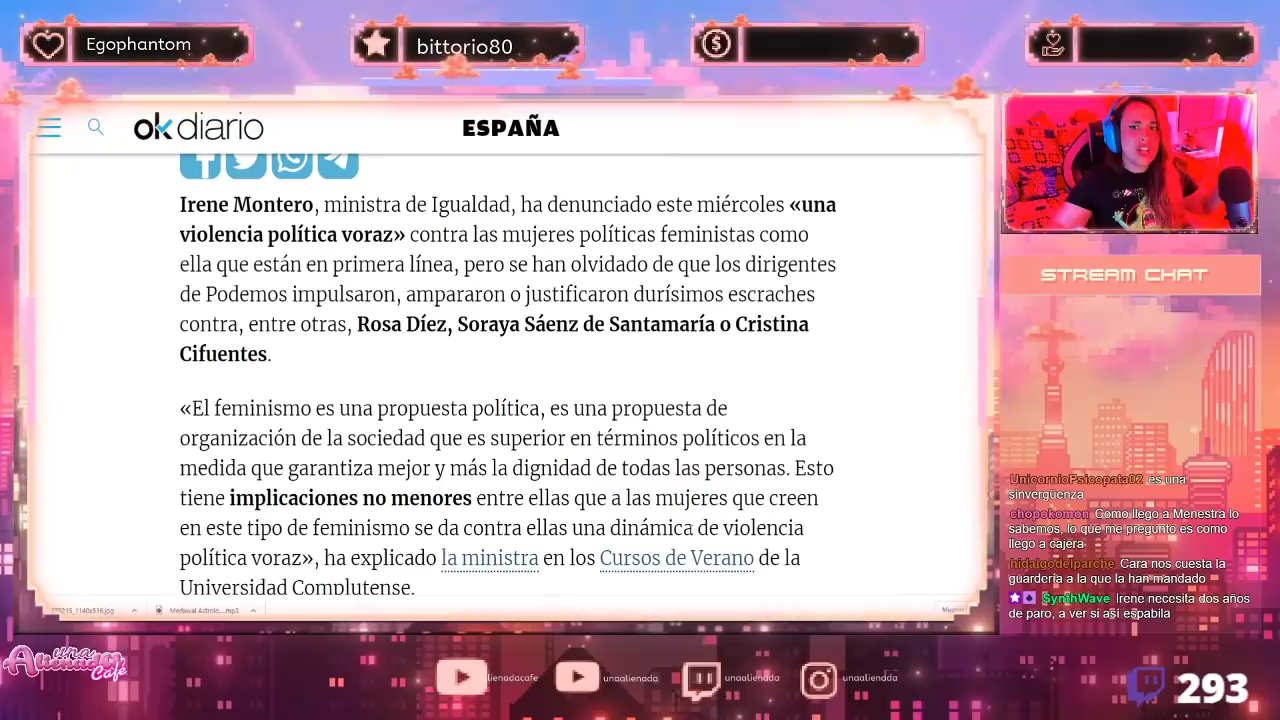 Egophantom
bittorio80
okdiario
ESPAÑA
Irene Montero, ministra de Igualdad, ha denunciado este miércoles «una
violencia política voraz» contra las mujeres políticas feministas como
ella que están en primera línea, pero se han olvidado de que los dirigentes
de Podemos impulsaron, ampararon o justificaron durísimos escraches
contra, entre otras, Rosa Díez, Soraya Sáenz de Santamaría o Cristina
Cifuentes.
«El feminismo es una propuesta política, es una propuesta de
organización de la sociedad que es superior en términos políticos en la
medida que garantiza mejor y más la dignidad de todas las personas. Esto
tiene implicaciones no menores entre ellas que a las mujeres que creen
en este tipo de feminismo se da contra ellas una dinámica de violencia
política voraz», ha explicado la ministra en los Cursos de Verano de la
Universidad Complutense.
Medieval Astrolo...mp3
STREAM CHAT
UnicornioPsicopata02 es una
sinvergüenza
chopokomon Como llego a Menestra lo
sabemos, lo que me pregunto es como
llego a cajera
hidalgodelparche Cara nos cuesta la
guardería a la que la han mandado
SynthWave Irene necesita dos años
de paro, a ver si así espabila
una
Alienada
Café
lienadacafe
unaalienada
unaalienada
unaalienada
293